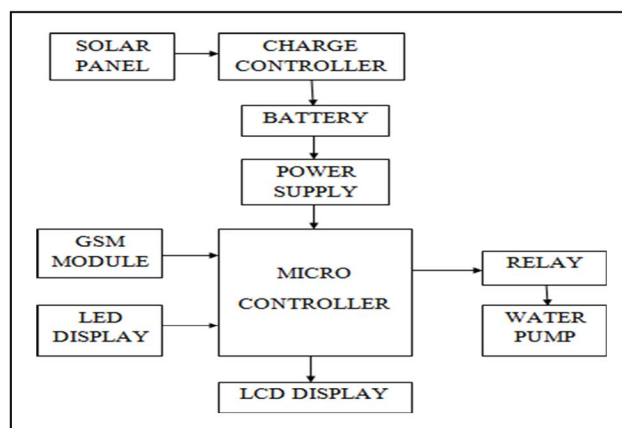 SOLAR
PANEL
CHARGE
CONTROLLER
BATTERY
POWER
SUPPLY
GSM
MODULE
MICRO
CONTROLLER
RELAY
LED
DISPLAY
WATER
PUMP
LCD DISPLAY